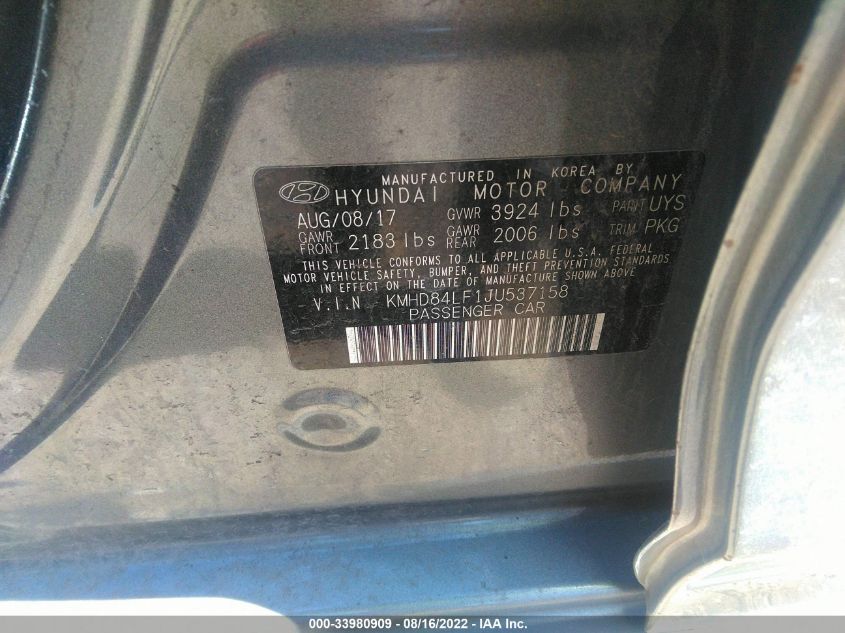 MANUFACTURED IN KOREA BY
HYUNDAI MOTOR COMPANY
AUG/08/17 GVWR 3924 lbs PAINT UYS
GAWR FRONT 2183 lbs GAWR REAR 2006 lbs TRIM PKG
THIS VEHICLE CONFORMS TO ALL APPLICABLE U.S.A. FEDERAL
MOTOR VEHICLE SAFETY, BUMPER, AND THEFT PREVENTION STANDARDS
IN EFFECT ON THE DATE OF MANUFACTURE SHOWN ABOVE
V.I.N KMHD84LF1JU537158
PASSENGER CAR
000-33980909 - 08/16/2022 - IAA Inc.